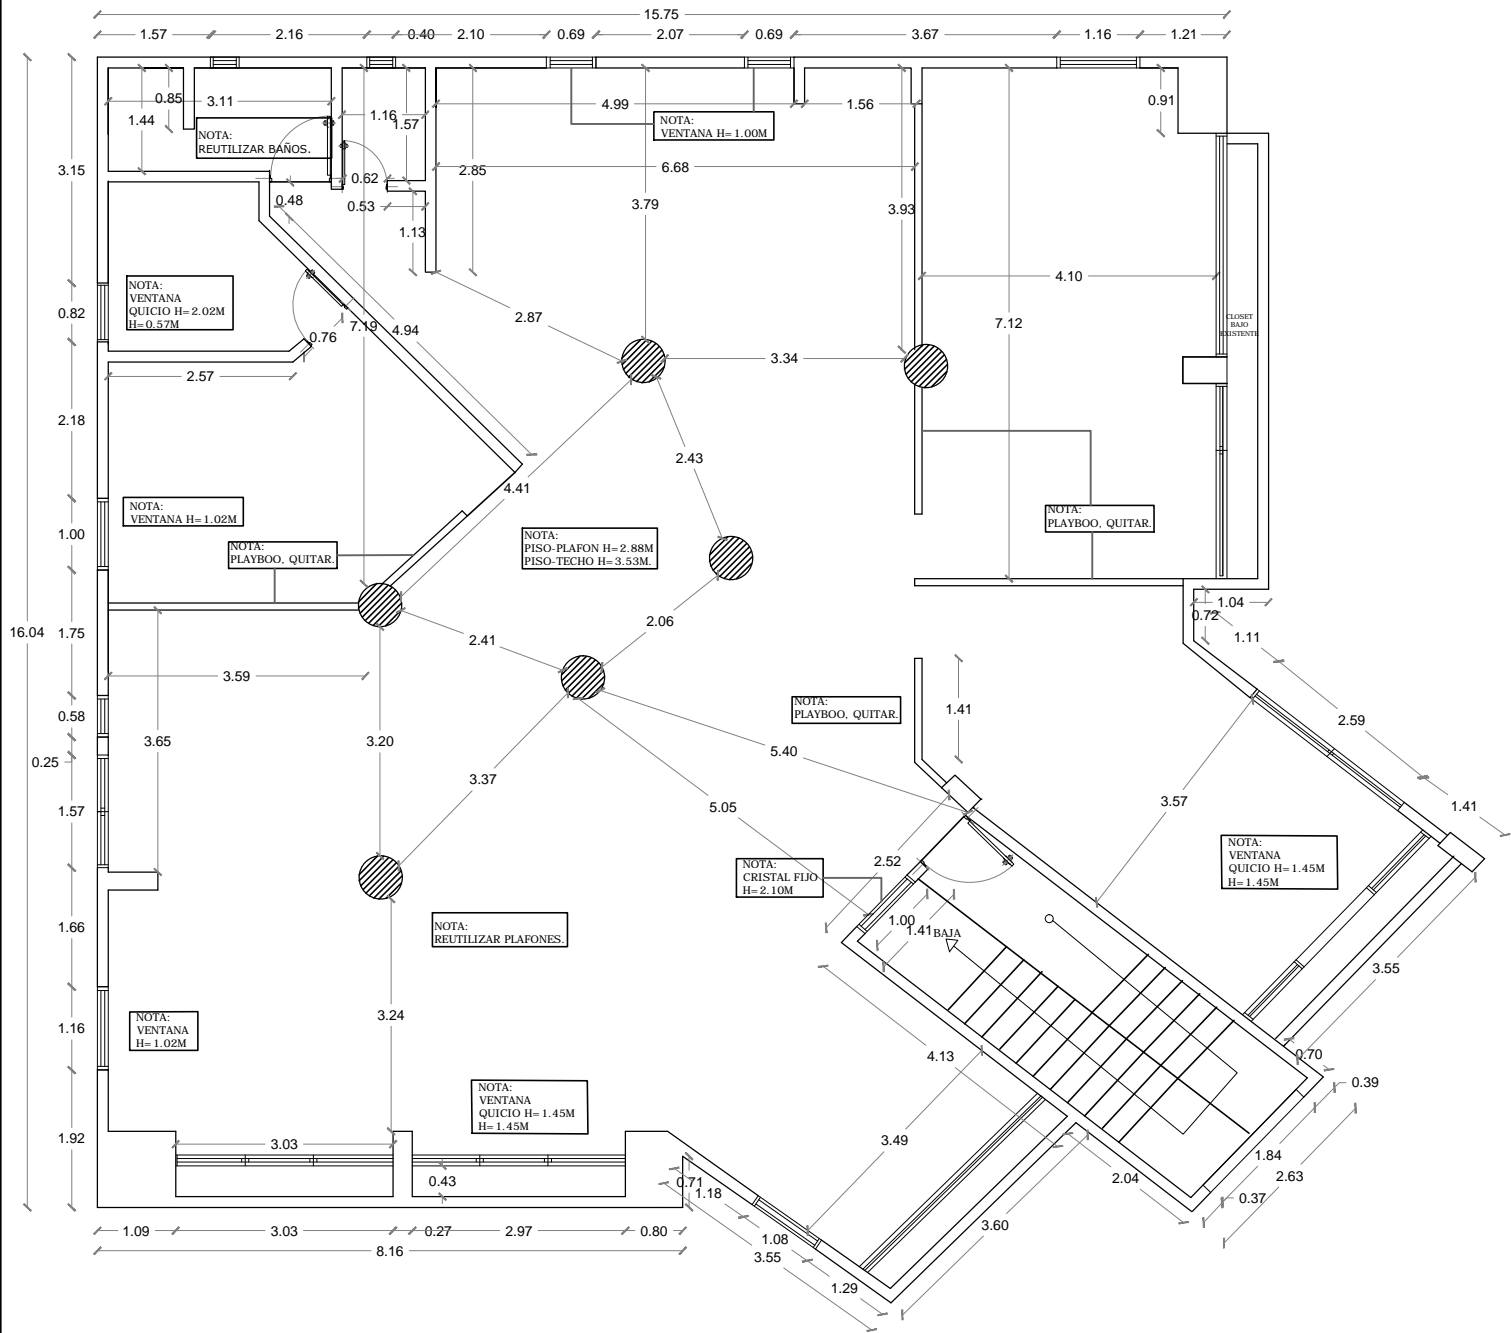 15.75
1.57
2.16
0.40
2.10
0.69
2.07
0.69
3.67
1.16
1.21
0.85
3.11
1.44
1.16
1.57
4.99
1.56
0.91
NOTA:
REUTILIZAR BAÑOS.
NOTA:
VENTANA H=1.00M
3.15
2.85
6.68
0.62
0.48
0.53
3.79
3.93
1.13
4.10
NOTA:
VENTANA
QUICIO H=2.02M
H=0.57M
0.82
0.76
7.19
4.94
2.87
7.12
CLOSET
BAJO
EXISTENTE
3.34
2.57
2.18
2.43
4.41
NOTA:
VENTANA H=1.02M
NOTA:
PLAYBOO, QUITAR.
1.00
NOTA:
PLAYBOO, QUITAR.
NOTA:
PISO-PLAFON H=2.88M
PISO-TECHO H=3.53M.
1.04
0.72
16.04
1.75
2.06
2.41
1.11
3.59
0.58
NOTA:
PLAYBOO, QUITAR.
1.41
2.59
3.65
3.20
5.40
0.25
3.37
5.05
3.57
1.41
1.57
NOTA:
VENTANA
QUICIO H=1.45M
H=1.45M
2.52
NOTA:
CRISTAL FIJO
H=2.10M
NOTA:
REUTILIZAR PLAFONES.
1.66
1.00
1.41
BAJA
3.55
NOTA:
VENTANA
H=1.02M
1.16
3.24
4.13
0.70
0.39
NOTA:
VENTANA
QUICIO H=1.45M
H=1.45M
1.92
3.03
3.49
1.84
2.63
0.43
0.71
1.18
2.04
0.37
1.09
3.03
0.27
2.97
0.80
3.60
1.08
8.16
3.55
1.29